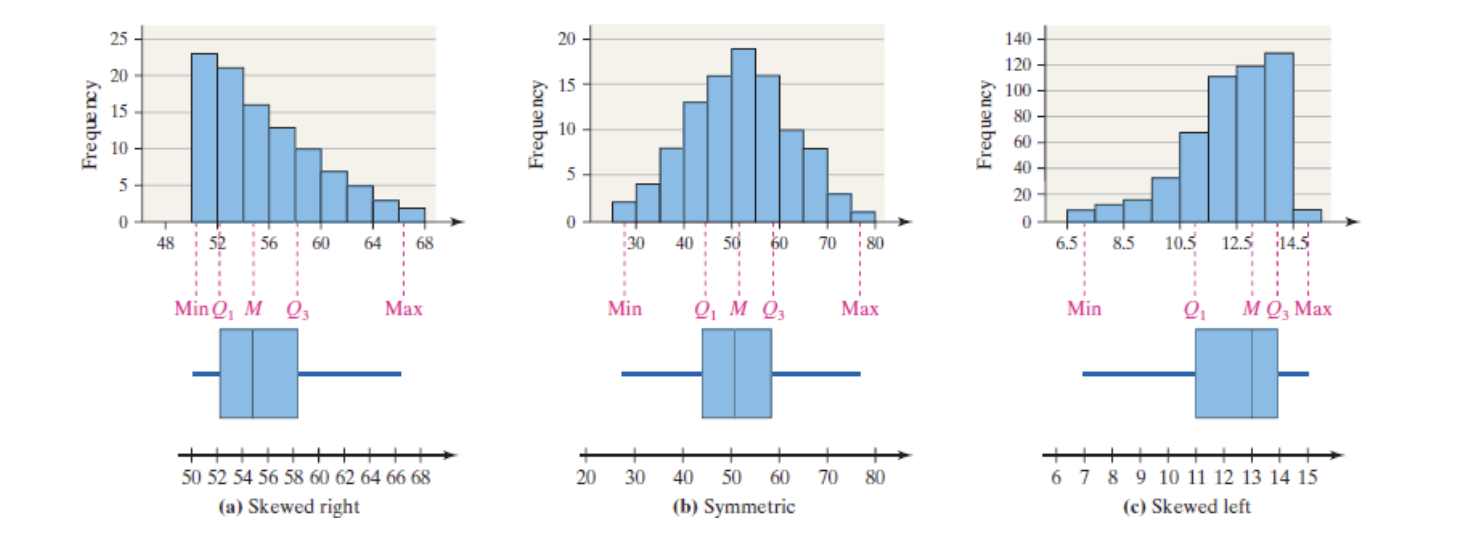 Frequency
25
20
15
10
5
0
48 52 56 60 64 68
Min Q1 M Q3 Max
50 52 54 56 58 60 62 64 66 68
(a) Skewed right
Frequency
20
15
10
5
0
30 40 50 60 70 80
Min Q1 M Q3 Max
20 30 40 50 60 70 80
(b) Symmetric
Frequency
140
120
100
80
60
40
20
0
6.5 8.5 10.5 12.5 14.5
Min Q1 M Q3 Max
6 7 8 9 10 11 12 13 14 15
(c) Skewed left